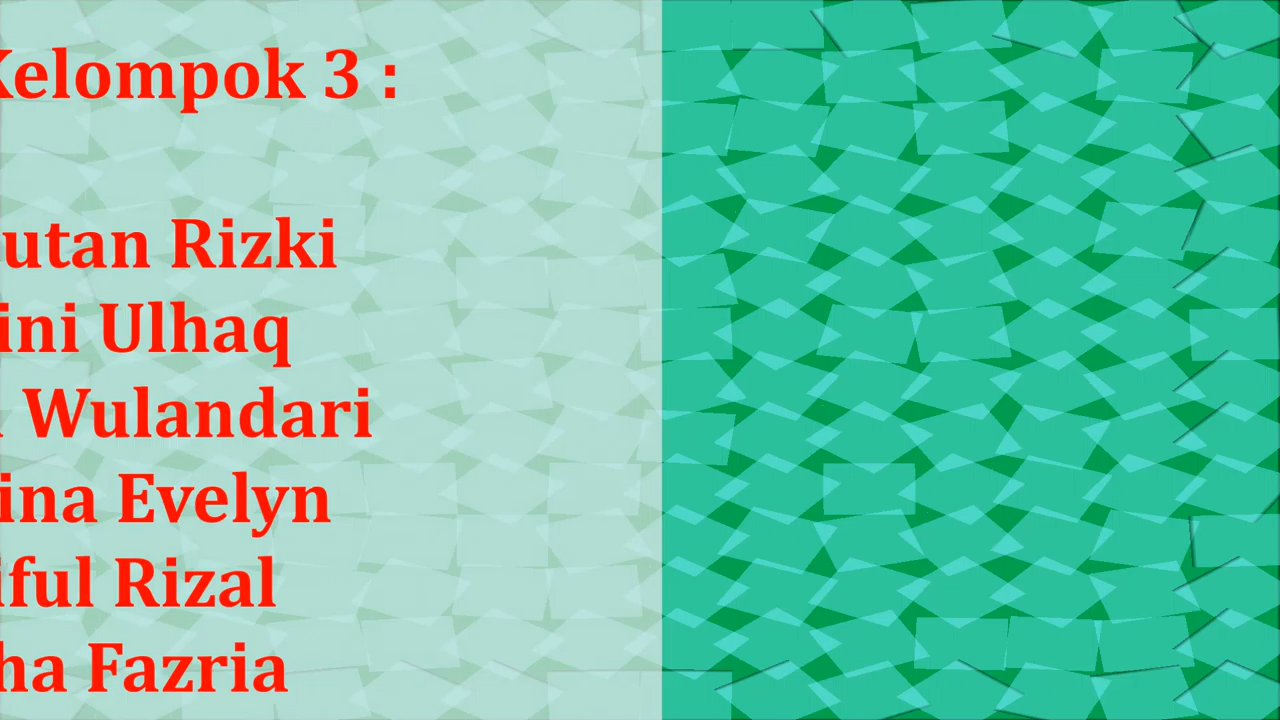 Kelompok 3 :
utan Rizki
ini Ulhaq
Wulandari
ina Evelyn
iful Rizal
ha Fazria